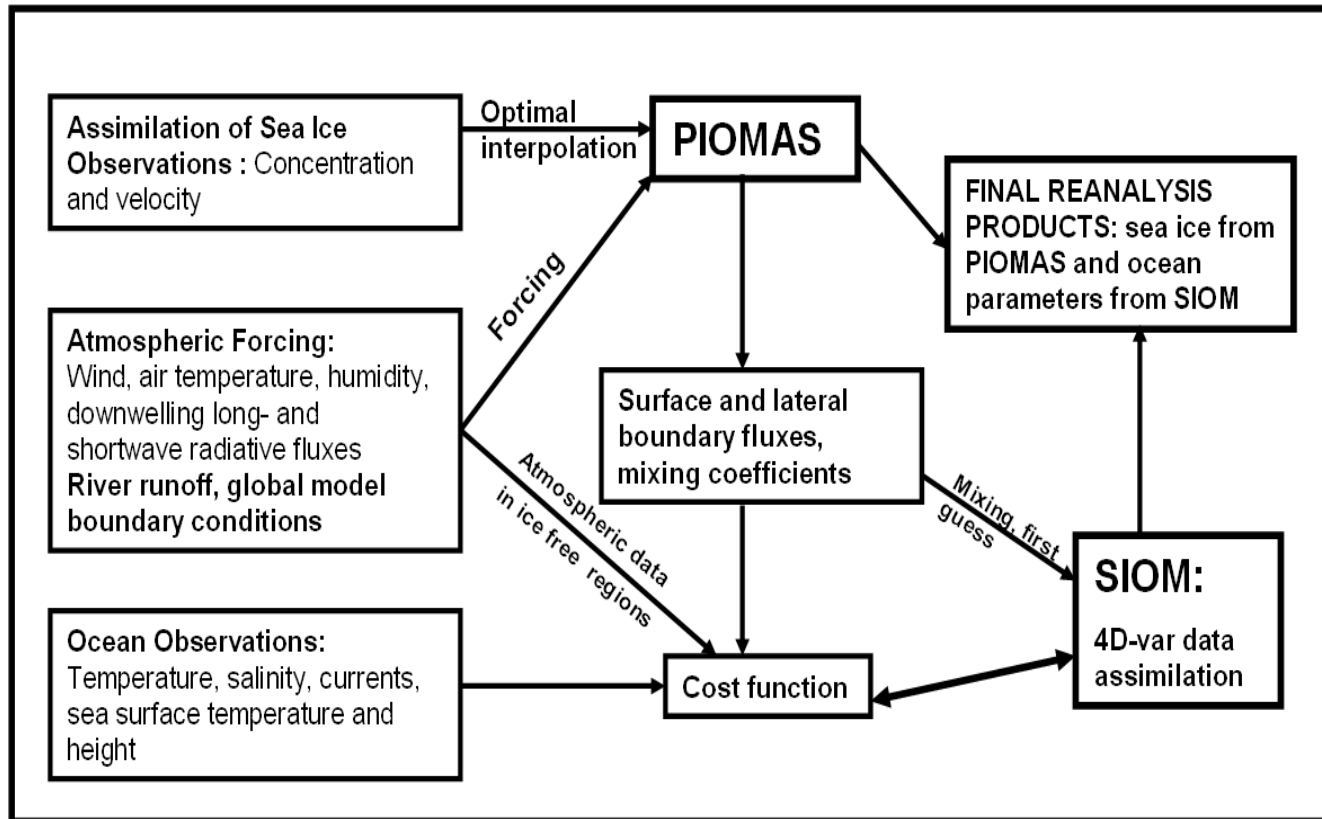 Assimilation of Sea Ice
Observations : Concentration
and velocity
Optimal
interpolation
PIOMAS
FINAL REANALYSIS
PRODUCTS: sea ice from
PIOMAS and ocean
parameters from SIOM
Forcing
Atmospheric Forcing:
Wind, air temperature, humidity,
downwelling long- and
shortwave radiative fluxes
River runoff, global model
boundary conditions
Atmospheric data
in ice free regions
Surface and lateral
boundary fluxes,
mixing coefficients
Mixing, first
guess
SIOM:
4D-var data
assimilation
Ocean Observations:
Temperature, salinity, currents,
sea surface temperature and
height
Cost function